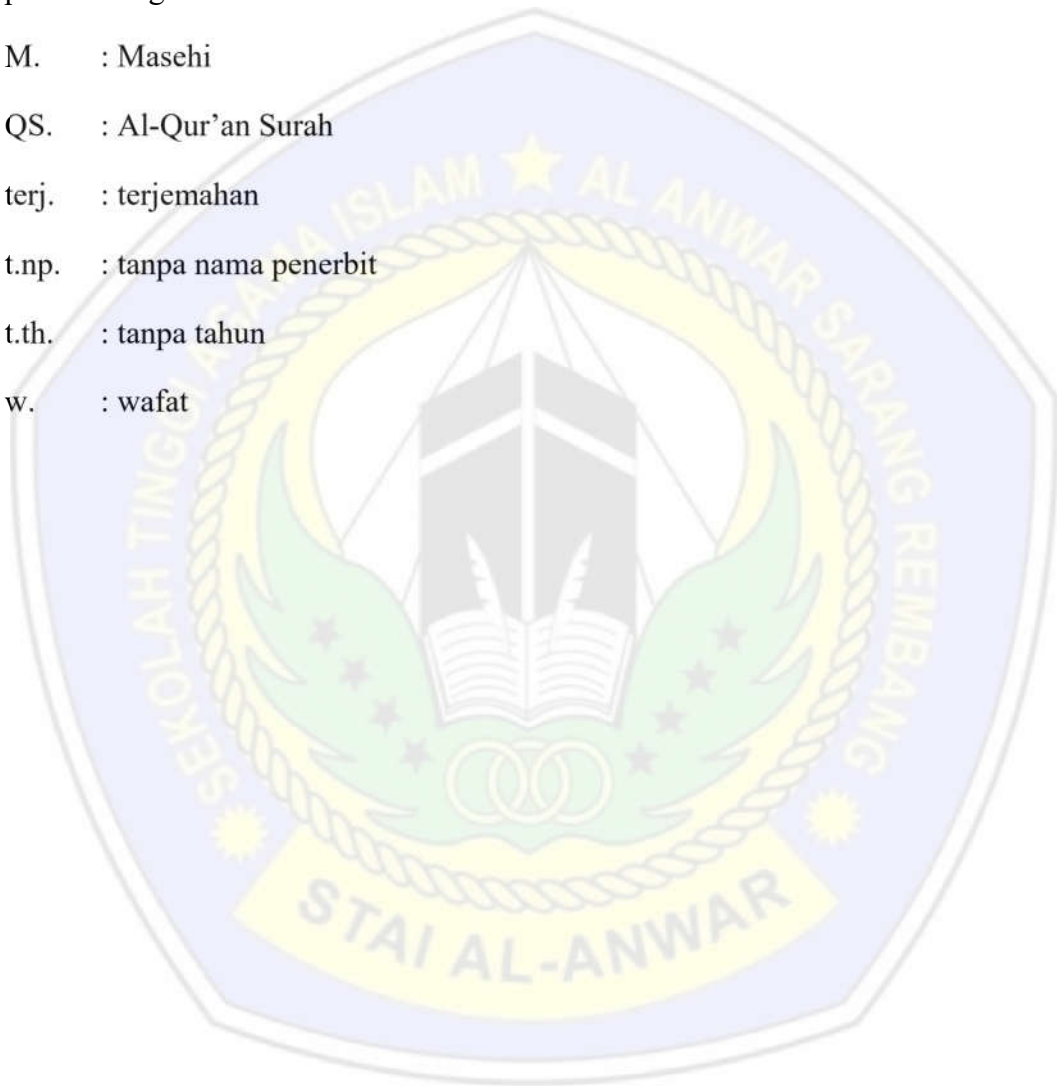 M. : Masehi
QS. : Al-Qur’an Surah
terj. : terjemahan
t.np. : tanpa nama penerbit
t.th. : tanpa tahun
w. : wafat
SEKOLAH TINGGI AGAMA ISLAM ★ AL ANWAR SARANG REMBANG
STAI AL-ANWAR